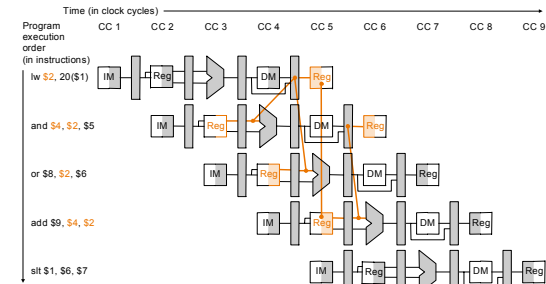 Time (in clock cycles)
Program
execution
order
(in instructions)
CC 1 CC 2 CC 3 CC 4 CC 5 CC 6 CC 7 CC 8 CC 9
lw $2, 20($1) IM Reg DM Reg
and $4, $2, $5 IM Reg DM Reg
or $8, $2, $6 IM Reg DM Reg
add $9, $4, $2 IM Reg DM Reg
slt $1, $6, $7 IM Reg DM Reg